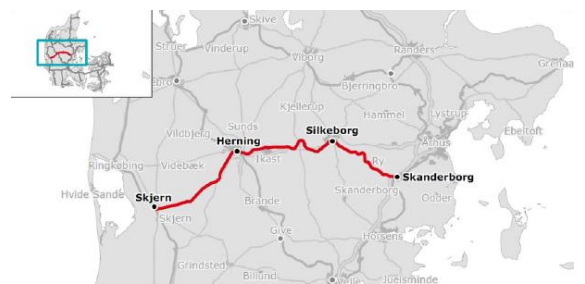 Skive
Struer
Vinderup
Viborg
Randers
Grenaa
Bjerringbro
Kjellerup
Hammel
Lystrup
Ebeltoft
Vildbjerg
Sunds
Silkeborg
Århus
Herning
Ikast
Ringkøbing
Videbæk
Ry
Skanderborg
Hvide Sande
Skjern
Skanderborg
Odder
Skjern
Brande
Give
Horsens
Grindsted
Billund
Juelsminde